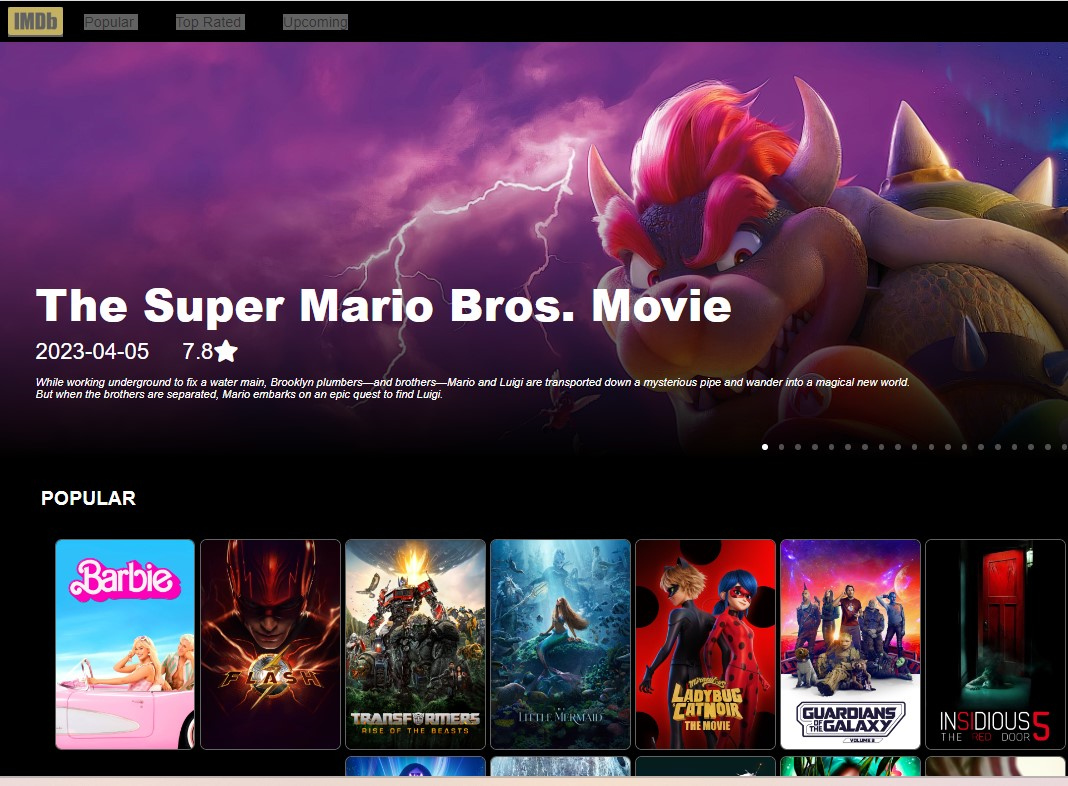 IMDb
Popular
Top Rated
Upcoming
The Super Mario Bros. Movie
2023-04-05 7.8
While working underground to fix a water main, Brooklyn plumbers—and brothers—Mario and Luigi are transported down a mysterious pipe and wander into a magical new world.
But when the brothers are separated, Mario embarks on an epic quest to find Luigi.
POPULAR
Barbie
FLASH
TRANSFORMERS
RISE OF THE BEASTS
LITTLE MERMAID
Miraculous
LADYBUG
& CAT NOIR
THE MOVIE
GUARDIANS
OF THE GALAXY
VOLUME 3
INSIDIOUS 5
THE RED DOOR